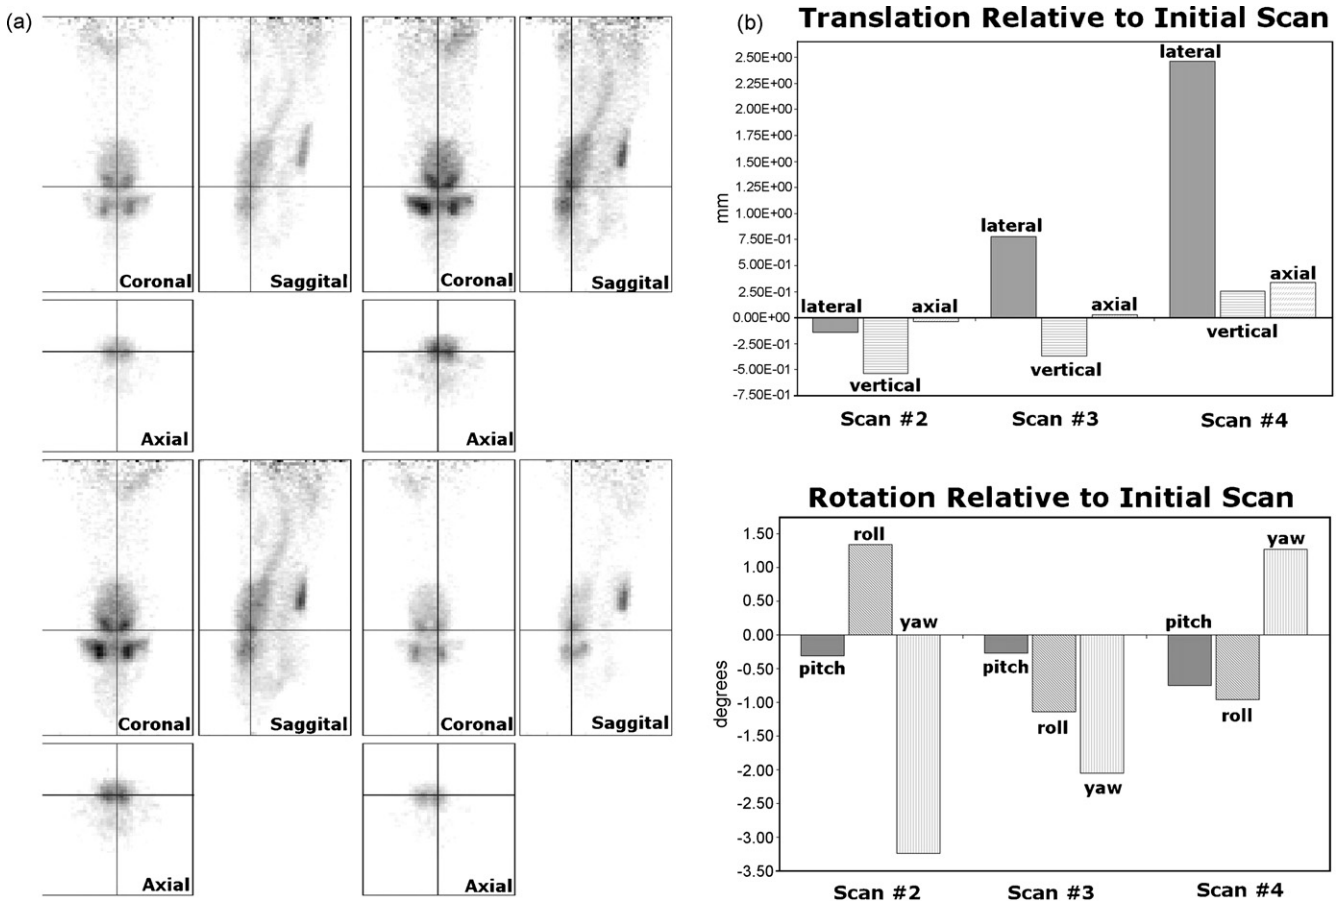 (a)
Coronal
Saggital
Coronal
Saggital
Axial
Axial
Coronal
Saggital
Coronal
Saggital
Axial
Axial
(b)
Translation Relative to Initial Scan
mm
2.50E+00
2.25E+00
2.00E+00
1.75E+00
1.50E+00
1.25E+00
1.00E+00
7.50E-01
5.00E-01
2.50E-01
0.00E+00
-2.50E-01
-5.00E-01
-7.50E-01
lateral
vertical
axial
lateral
vertical
axial
lateral
vertical
axial
Scan #2
Scan #3
Scan #4
Rotation Relative to Initial Scan
degrees
1.50
1.00
0.50
0.00
-0.50
-1.00
-1.50
-2.00
-2.50
-3.00
-3.50
pitch
roll
yaw
pitch
roll
yaw
pitch
roll
yaw
Scan #2
Scan #3
Scan #4